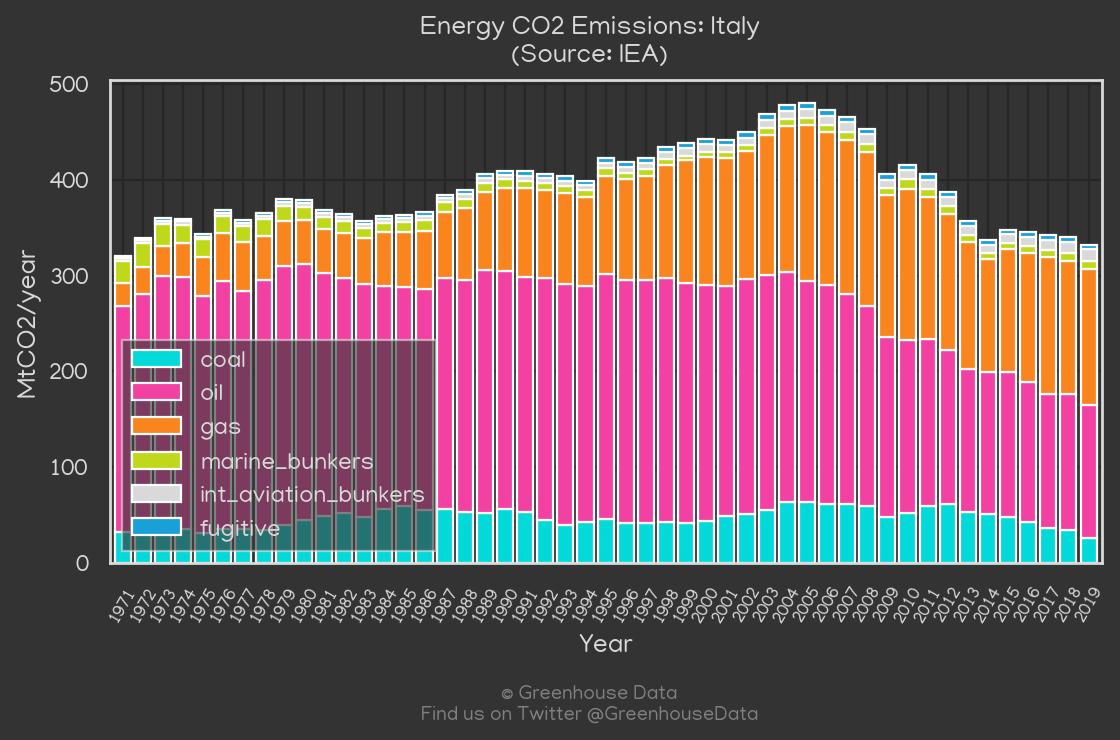 Energy CO2 Emissions: Italy
(Source: IEA)
500
400
300
200
100
0
MtCO2/year
coal
oil
gas
marine_bunkers
int_aviation_bunkers
fugitive
1971 1972 1973 1974 1975 1976 1977 1978 1979 1980 1981 1982 1983 1984 1985 1986 1987 1988 1989 1990 1991 1992 1993 1994 1995 1996 1997 1998 1999 2000 2001 2002 2003 2004 2005 2006 2007 2008 2009 2010 2011 2012 2013 2014 2015 2016 2017 2018 2019
Year
© Greenhouse Data
Find us on Twitter @GreenhouseData